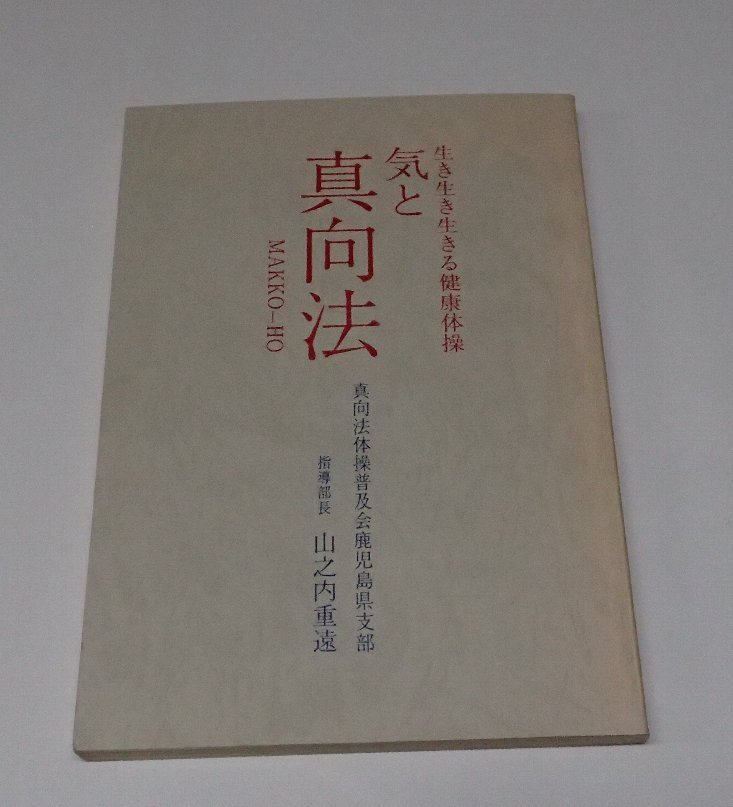 生き生き生きる健康体操
気と
真向法
MAKKO-HO
真向法体操普及会鹿児島県支部
指導部長 山之内重遠